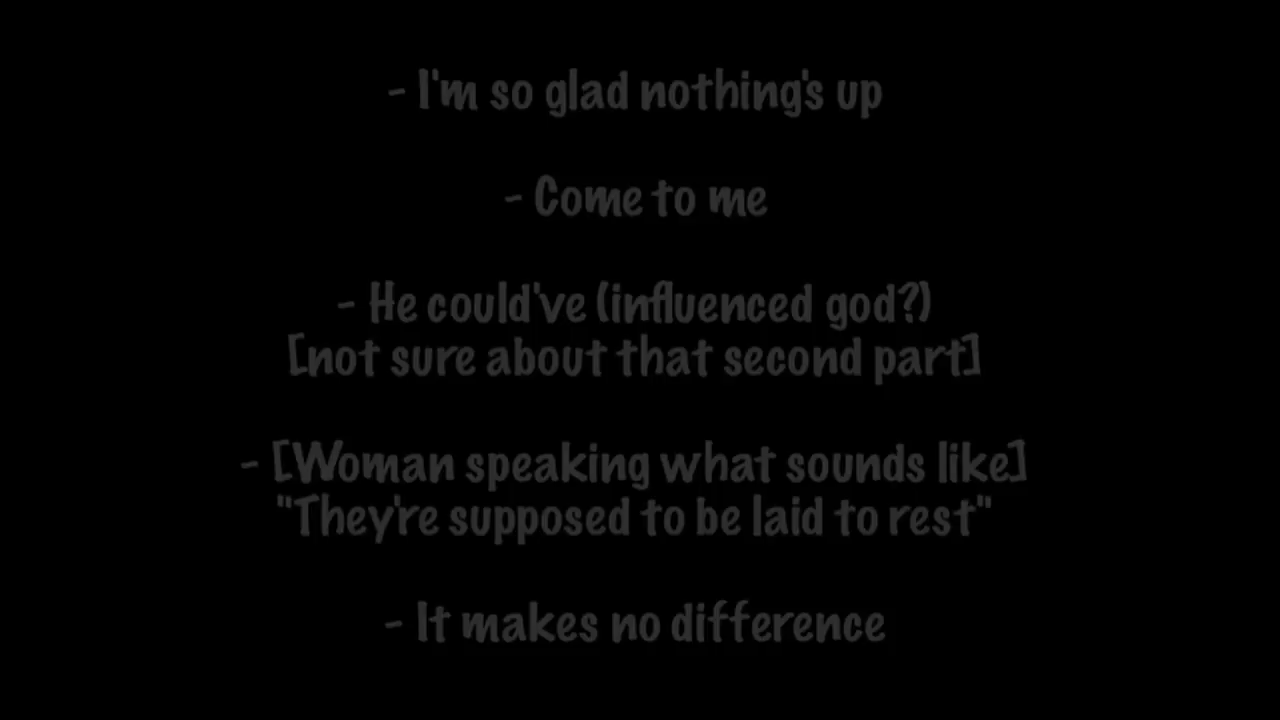 - I'm so glad nothing's up
- Come to me
- He could've (influenced god?)
[not sure about that second part]
- [Woman speaking what sounds like]
"They're supposed to be laid to rest"
- It makes no difference